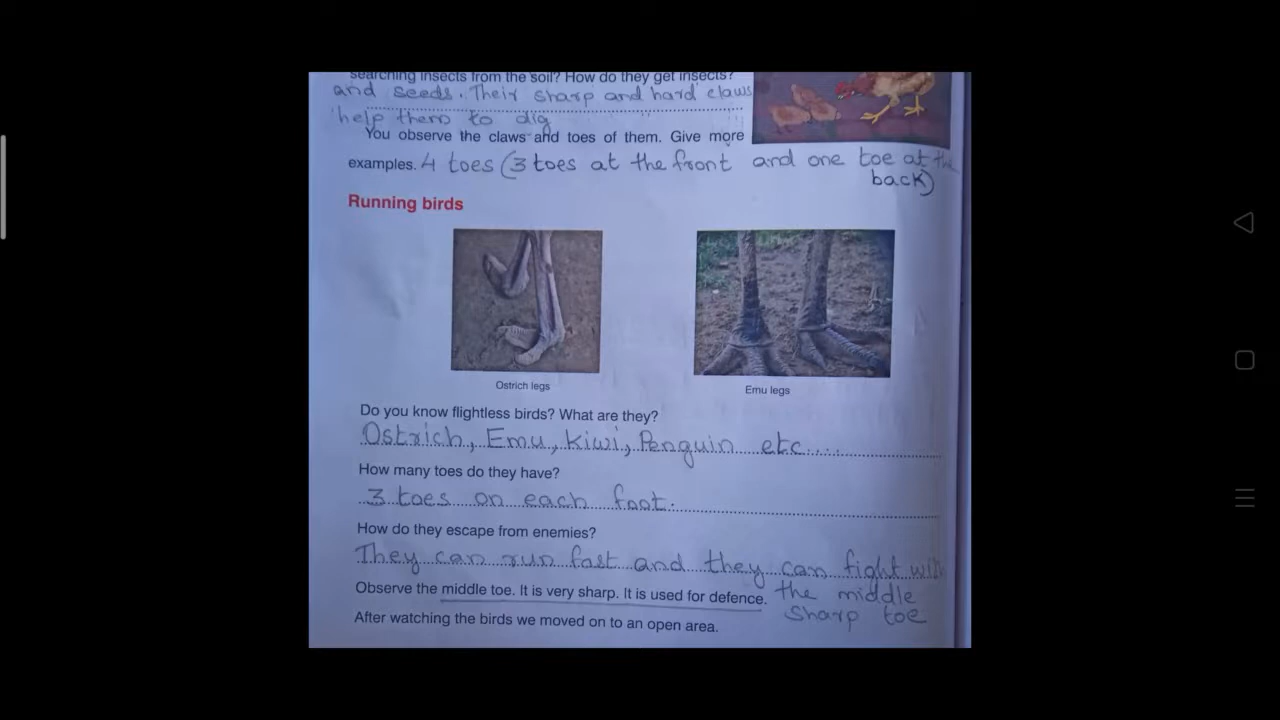 searching insects from the soil? How do they get insects?
and seeds. Their sharp and hard claws
help them to dig
You observe the claws and toes of them. Give more
examples. 4 toes (3 toes at the front and one toe at the
back)
Running birds
Ostrich legs
Emu legs
Do you know flightless birds? What are they?
Ostrich, Emu, Kiwi, Penguin etc....
How many toes do they have?
3 toes on each foot.
How do they escape from enemies?
They can run fast and they can fight with
Observe the middle toe. It is very sharp. It is used for defence. the middle
sharp toe
After watching the birds we moved on to an open area.